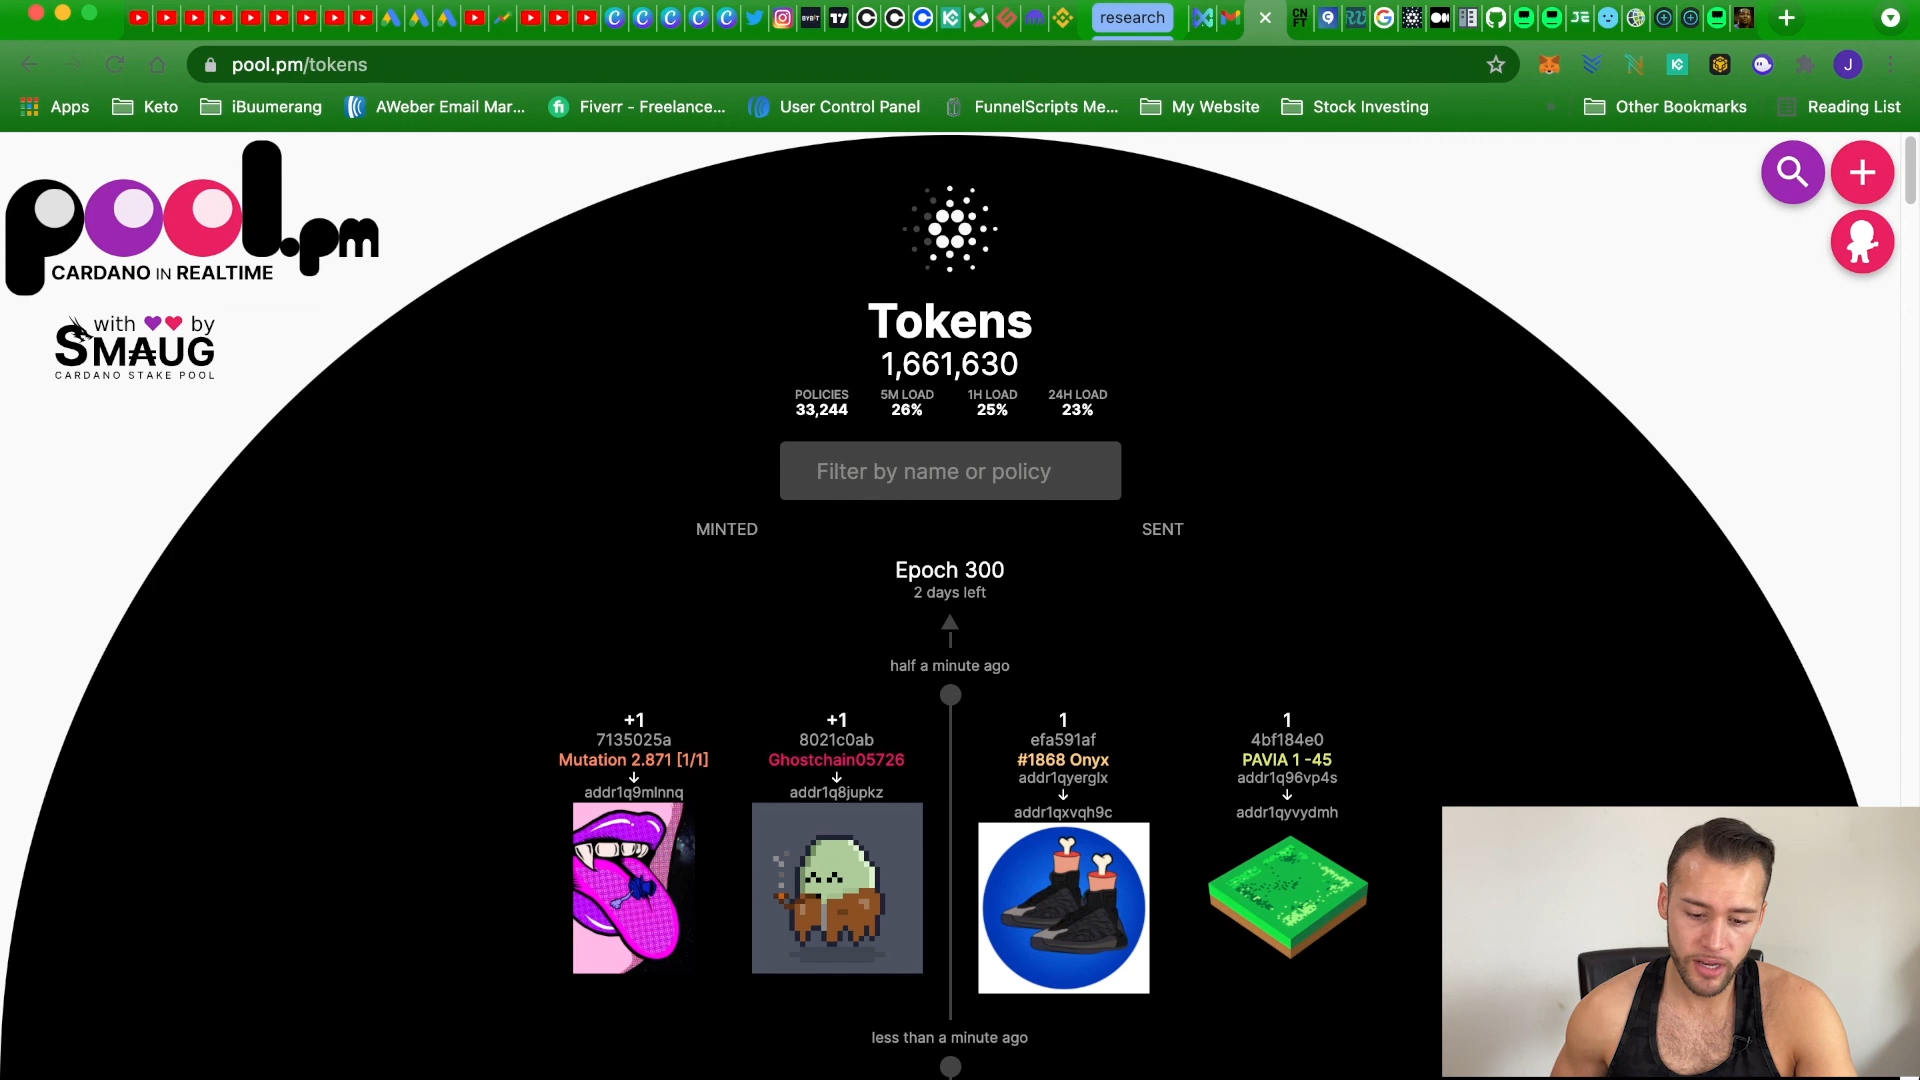 research
CN
FT
JE
pool.pm/tokens
J
Apps
Keto
iBuumerang
AWeber Email Mar...
Fiverr - Freelance...
User Control Panel
FunnelScripts Me...
My Website
Stock Investing
Other Bookmarks
Reading List
pool.pm
CARDANO IN REALTIME
with by
SMAUG
CARDANO STAKE POOL
Tokens
1,661,630
POLICIES 5M LOAD 1H LOAD 24H LOAD
33,244 26% 25% 23%
Filter by name or policy
MINTED SENT
Epoch 300
2 days left
half a minute ago
+1
7135025a
Mutation 2.871 [1/1]
addr1q9mlnnq
+1
8021c0ab
Ghostchain05726
addr1q8jupkz
1
efa591af
#1868 Onyx
addr1qyerglx
addr1qxvqh9c
1
4bf184e0
PAVIA 1 -45
addr1q96vp4s
addr1qyvydmh
less than a minute ago